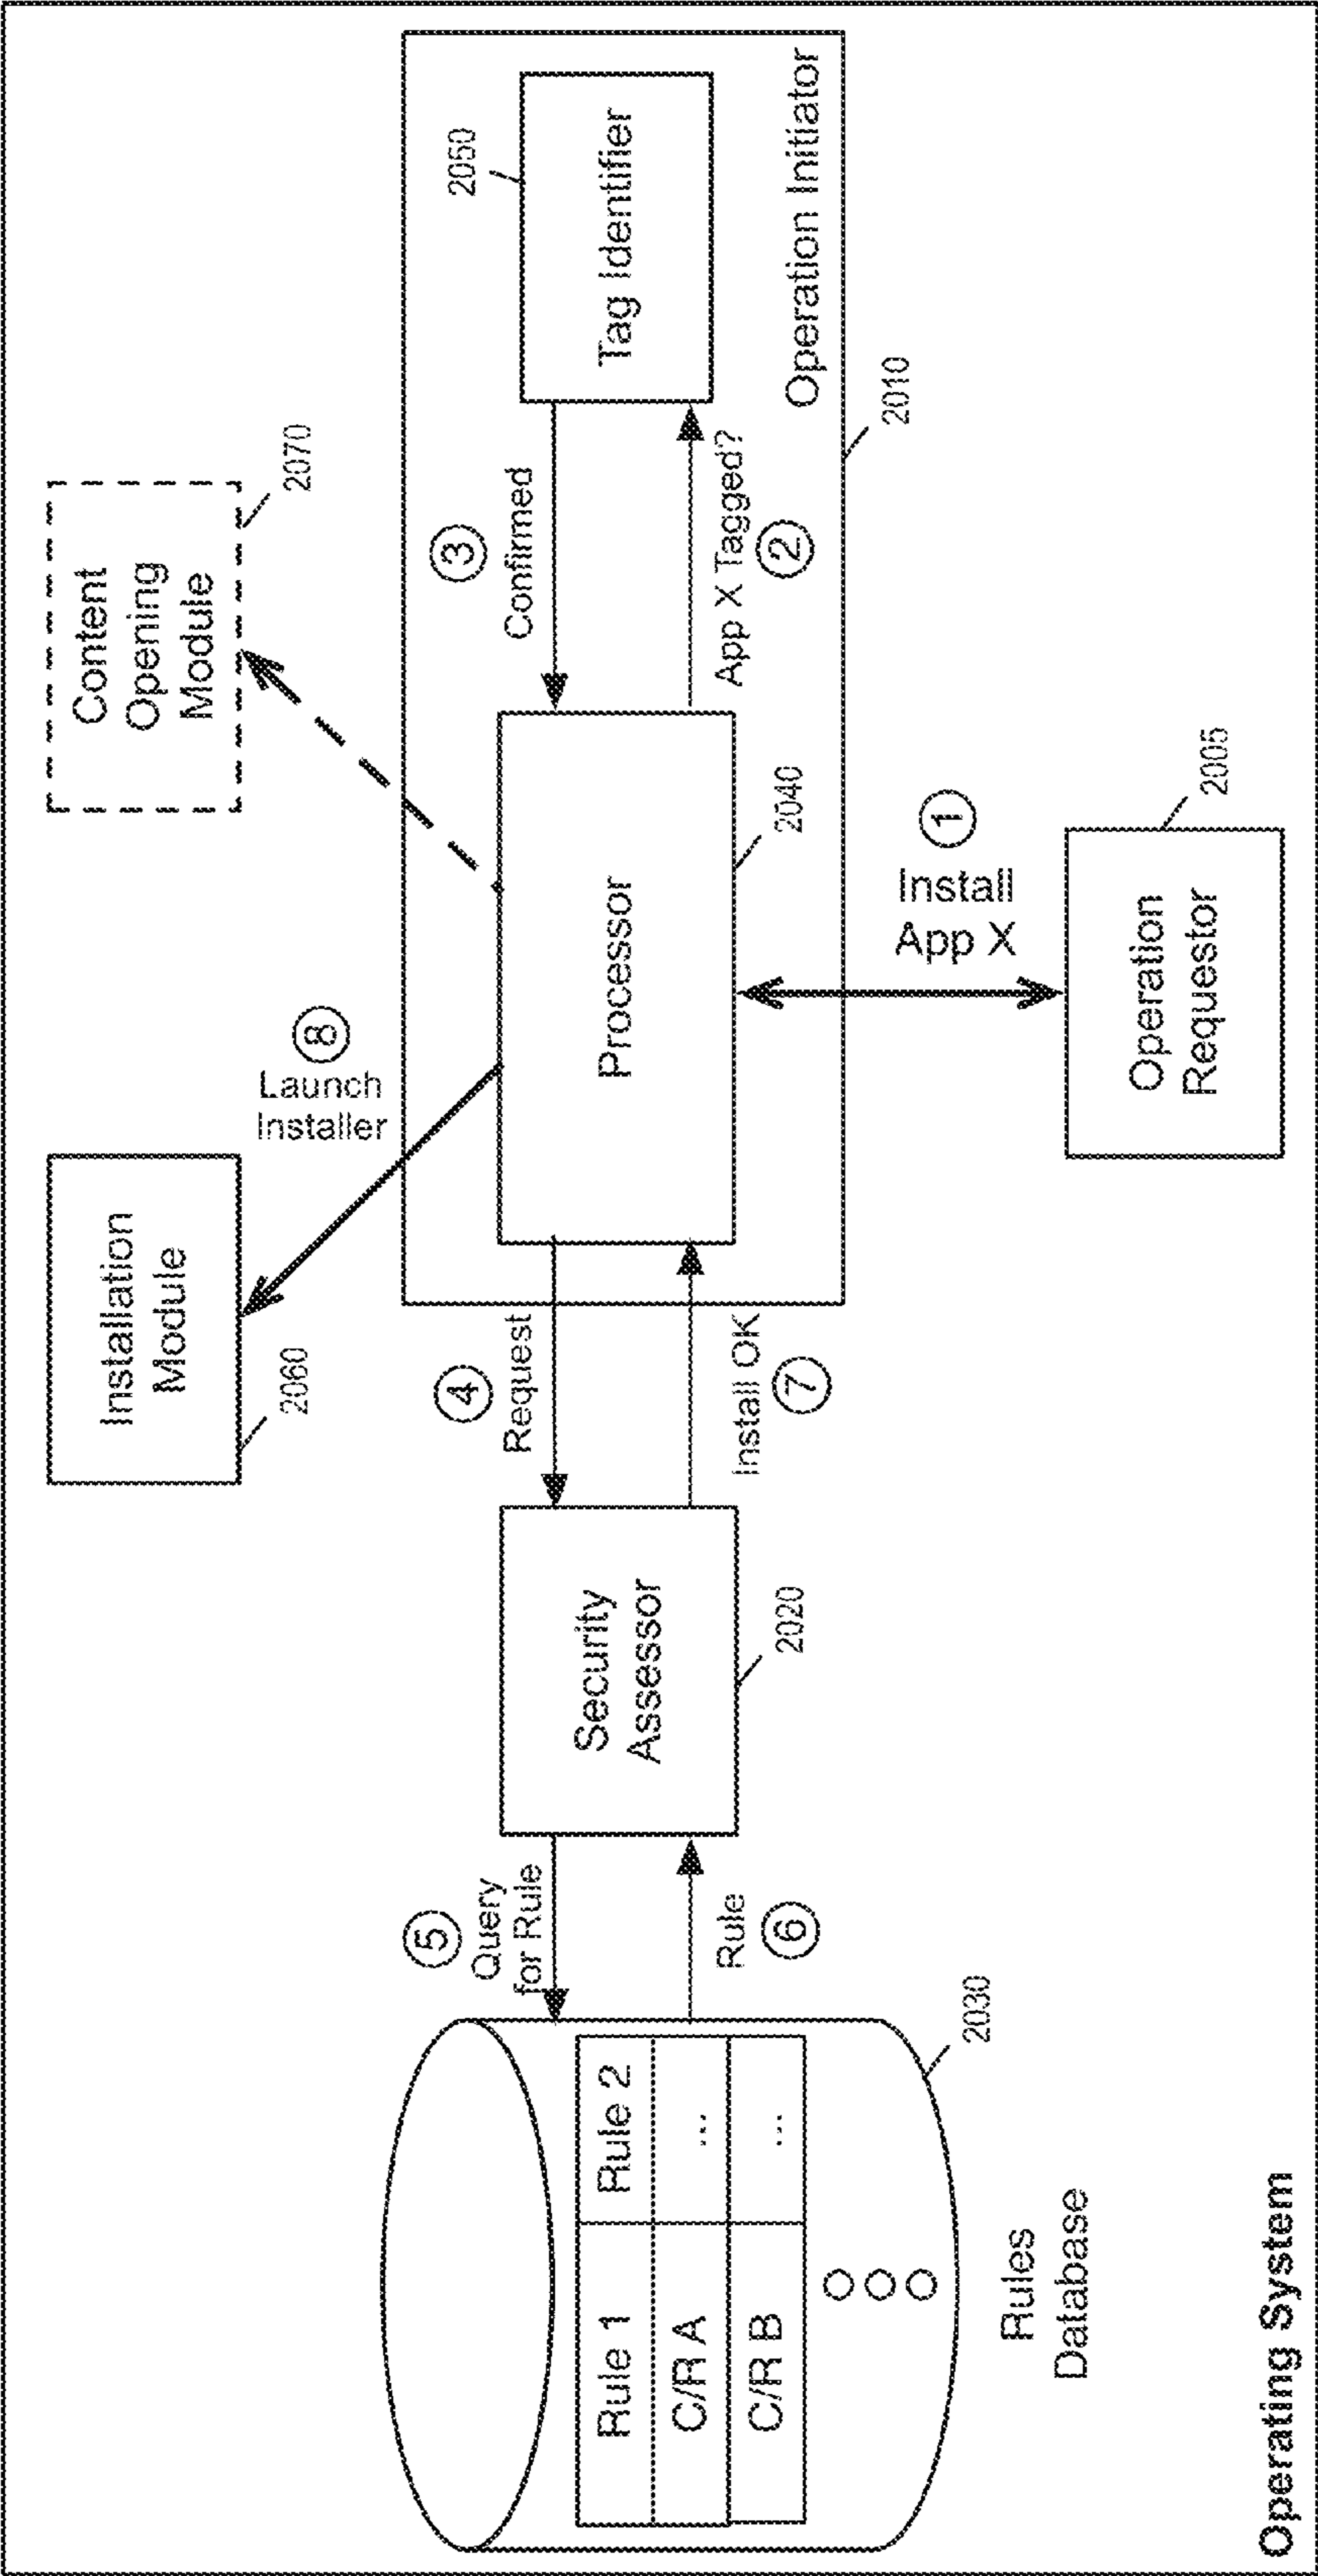 Installation
Module
2060
8
Launch
Installer
Content
Opening
Module
2070
5
Query
for Rule
4
Request
3
Confirmed
2050
Rule 1
Rule 2
C/R A
...
C/R B
...
Security
Assessor
Processor
Tag Identifier
Rule
6
Install OK
7
App X Tagged?
2
2020
2040
Operation Initiator
2010
2030
Rules
Database
1
Install
App X
Operation
Requestor
2005
Operating System